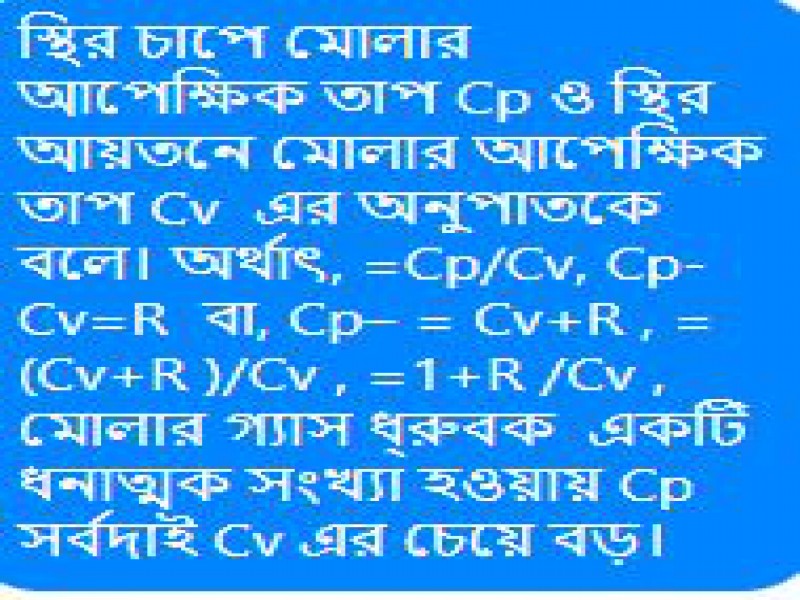 স্থির চাপে মোলার
আপেক্ষিক তাপ Cp ও স্থির
আয়তনে মোলার আপেক্ষিক
তাপ Cv এর অনুপাতকে
বলে। অর্থাৎ, =Cp/Cv, Cp-
Cv=R বা, Cp– = Cv+R , =
(Cv+R )/Cv , =1+R /Cv ,
মোলার গ্যাস ধ্রুবক একটি
ধনাত্মক সংখ্যা হওয়ায় Cp
সর্বদাই Cv এর চেয়ে বড়।